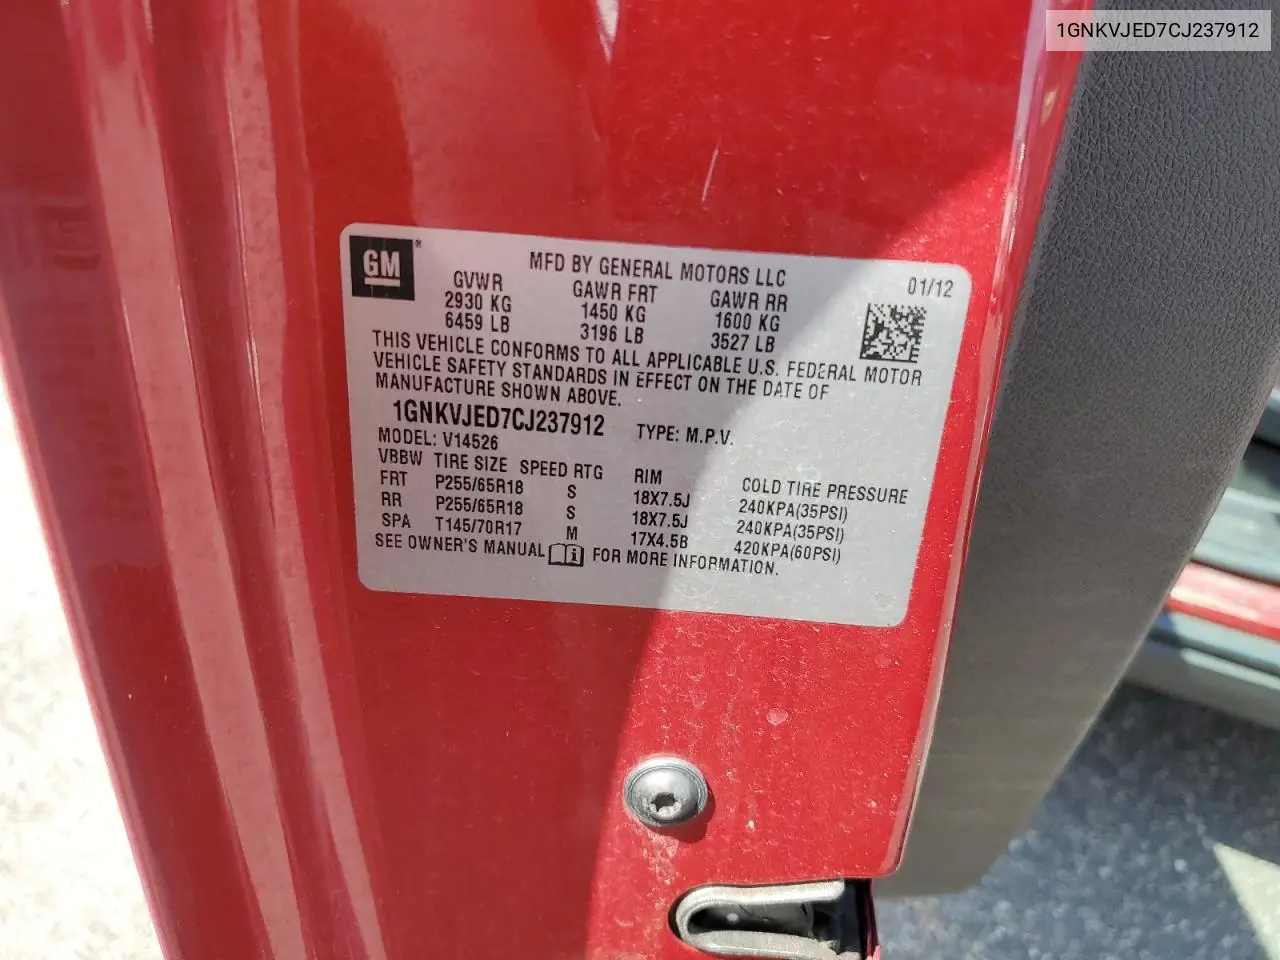 1GNKVJED7CJ237912
GM®
MFD BY GENERAL MOTORS LLC
01/12
GVWR GAWR FRT GAWR RR
2930 KG 1450 KG 1600 KG
6459 LB 3196 LB 3527 LB
THIS VEHICLE CONFORMS TO ALL APPLICABLE U.S. FEDERAL MOTOR
VEHICLE SAFETY STANDARDS IN EFFECT ON THE DATE OF
MANUFACTURE SHOWN ABOVE.
1GNKVJED7CJ237912 TYPE: M.P.V.
MODEL: V14526
VBBW TIRE SIZE SPEED RTG RIM COLD TIRE PRESSURE
FRT P255/65R18 S 18X7.5J 240KPA(35PSI)
RR P255/65R18 S 18X7.5J 240KPA(35PSI)
SPA T145/70R17 M 17X4.5B 420KPA(60PSI)
SEE OWNER'S MANUAL FOR MORE INFORMATION.